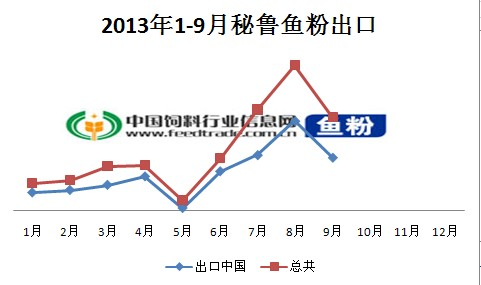 2013年1-9月秘鲁鱼粉出口
中国饲料行业信息网 鱼粉
www.feedtrade.com.cn
1月 2月 3月 4月 5月 6月 7月 8月 9月 10月 11月 12月
出口中国 总共